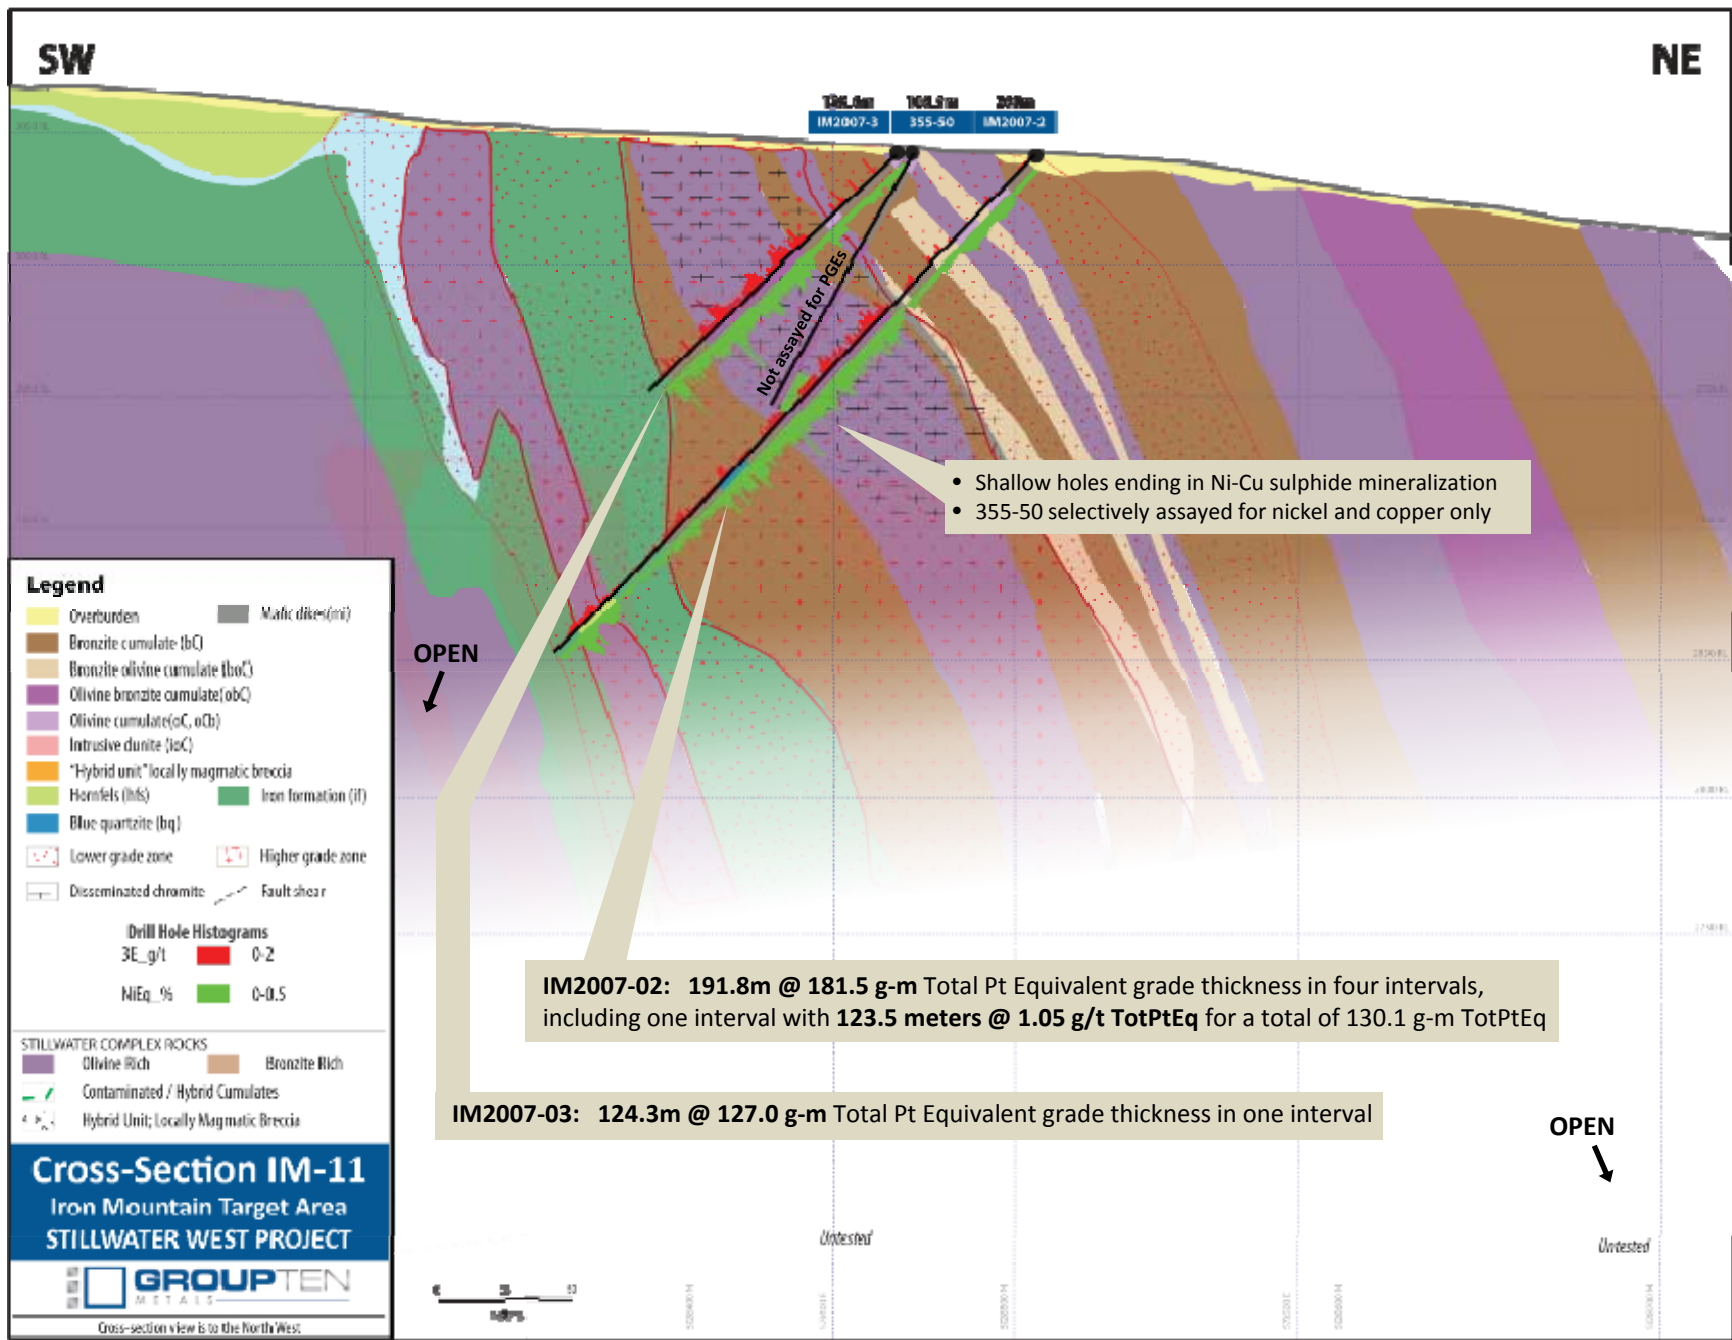 SW
NE
IM2007-3 355-50 IM2007-2
Not assayed for PGEs
• Shallow holes ending in Ni-Cu sulphide mineralization
• 355-50 selectively assayed for nickel and copper only
OPEN
Legend
Overburden
Mafic dikes(mi)
Bronzite cumulate (bC)
Bronzite olivine cumulate (boC)
Olivine bronzite cumulate(obC)
Olivine cumulate(oC, oCb)
Intrusive dunite (ioC)
"Hybrid unit" locally magmatic breccia
Hornfels (hfs)
Iron formation (if)
Blue quartzite (bq)
Lower grade zone
Higher grade zone
Disseminated chromite
Fault shear
Drill Hole Histograms
3E_g/t 0-2
NiEq_% 0-0.5
STILLWATER COMPLEX ROCKS
Olivine Rich
Bronzite Rich
Contaminated / Hybrid Cumulates
Hybrid Unit; Locally Magmatic Breccia
IM2007-02: 191.8m @ 181.5 g-m Total Pt Equivalent grade thickness in four intervals,
including one interval with 123.5 meters @ 1.05 g/t TotPtEq for a total of 130.1 g-m TotPtEq
IM2007-03: 124.3m @ 127.0 g-m Total Pt Equivalent grade thickness in one interval
OPEN
Untested
Untested
Cross-Section IM-11
Iron Mountain Target Area
STILLWATER WEST PROJECT
GROUPTEN
METALS
Cross-section view is to the North West